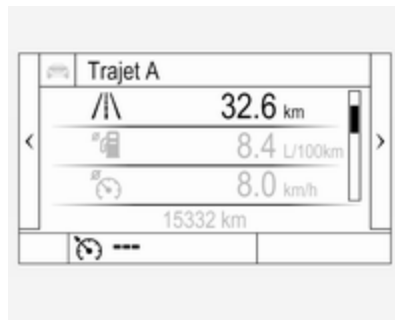 Trajet A
32.6 km
ø 8.4 L/100km
ø 8.0 km/h
15332 km
---